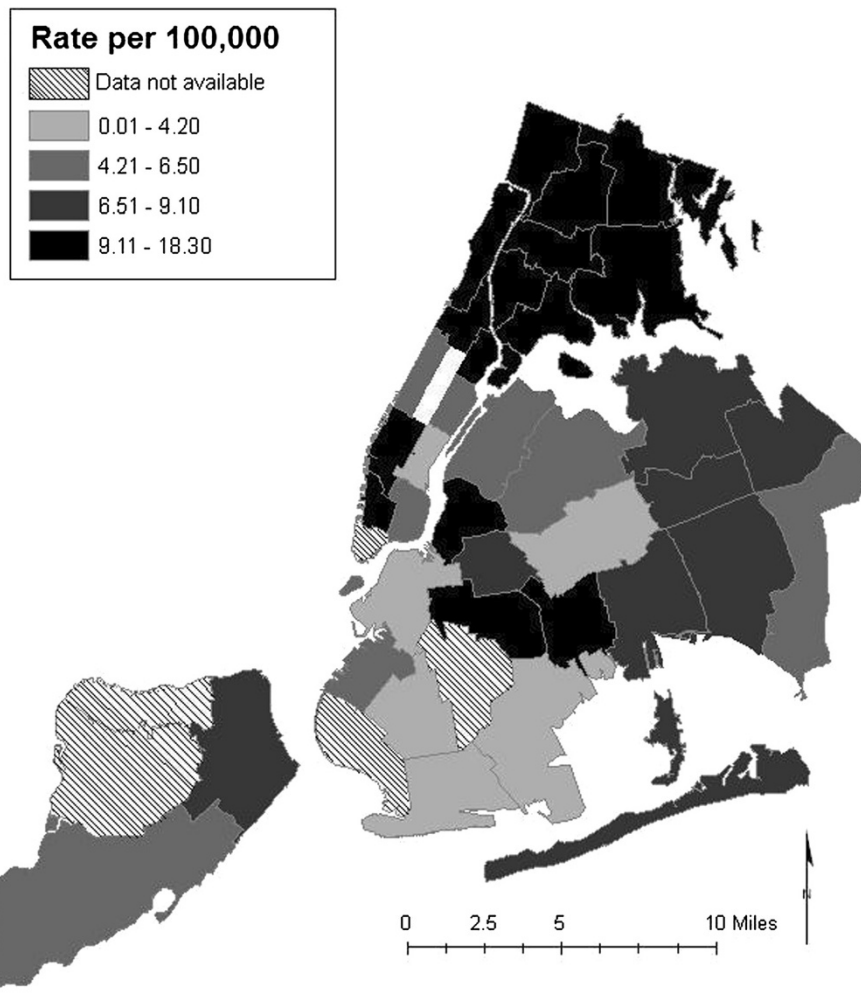 Rate per 100,000
Data not available
0.01 - 4.20
4.21 - 6.50
6.51 - 9.10
9.11 - 18.30
N
0 2.5 5 10 Miles